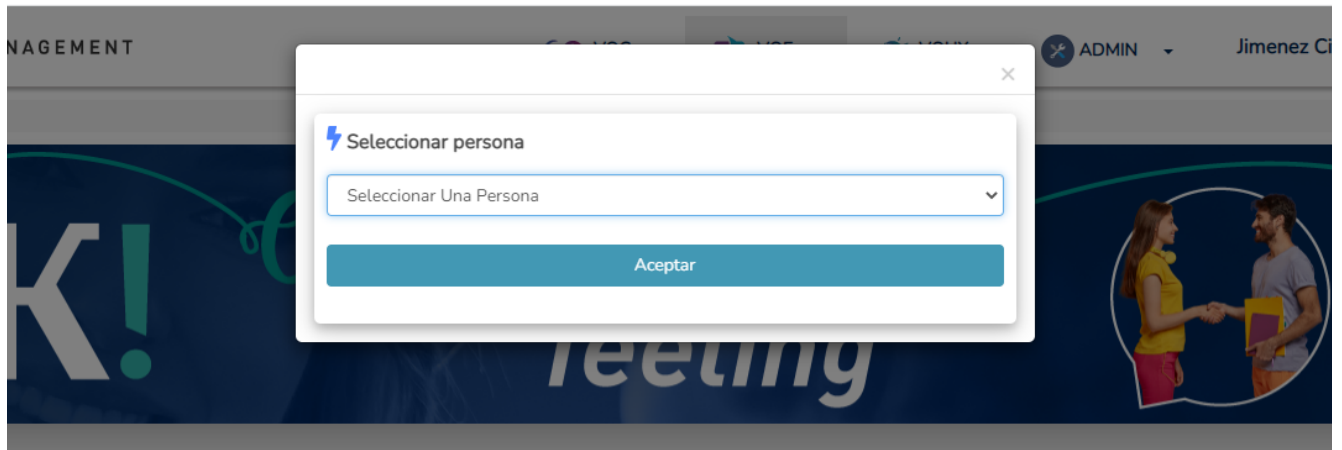 NAGEMENT
ADMIN
Jimenez Ci
Seleccionar persona
Seleccionar Una Persona
Aceptar
K!
feeling